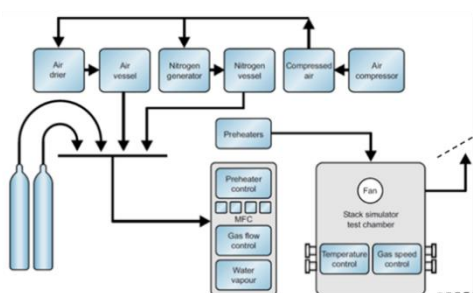 Air
drier
Air
vessel
Nitrogen
generator
Nitrogen
vessel
Compressed
air
Air
compressor
Preheaters
Preheater
control
MFC
Gas flow
control
Water
vapour
Fan
Stack simulator
test chamber
Temperature
control
Gas speed
control